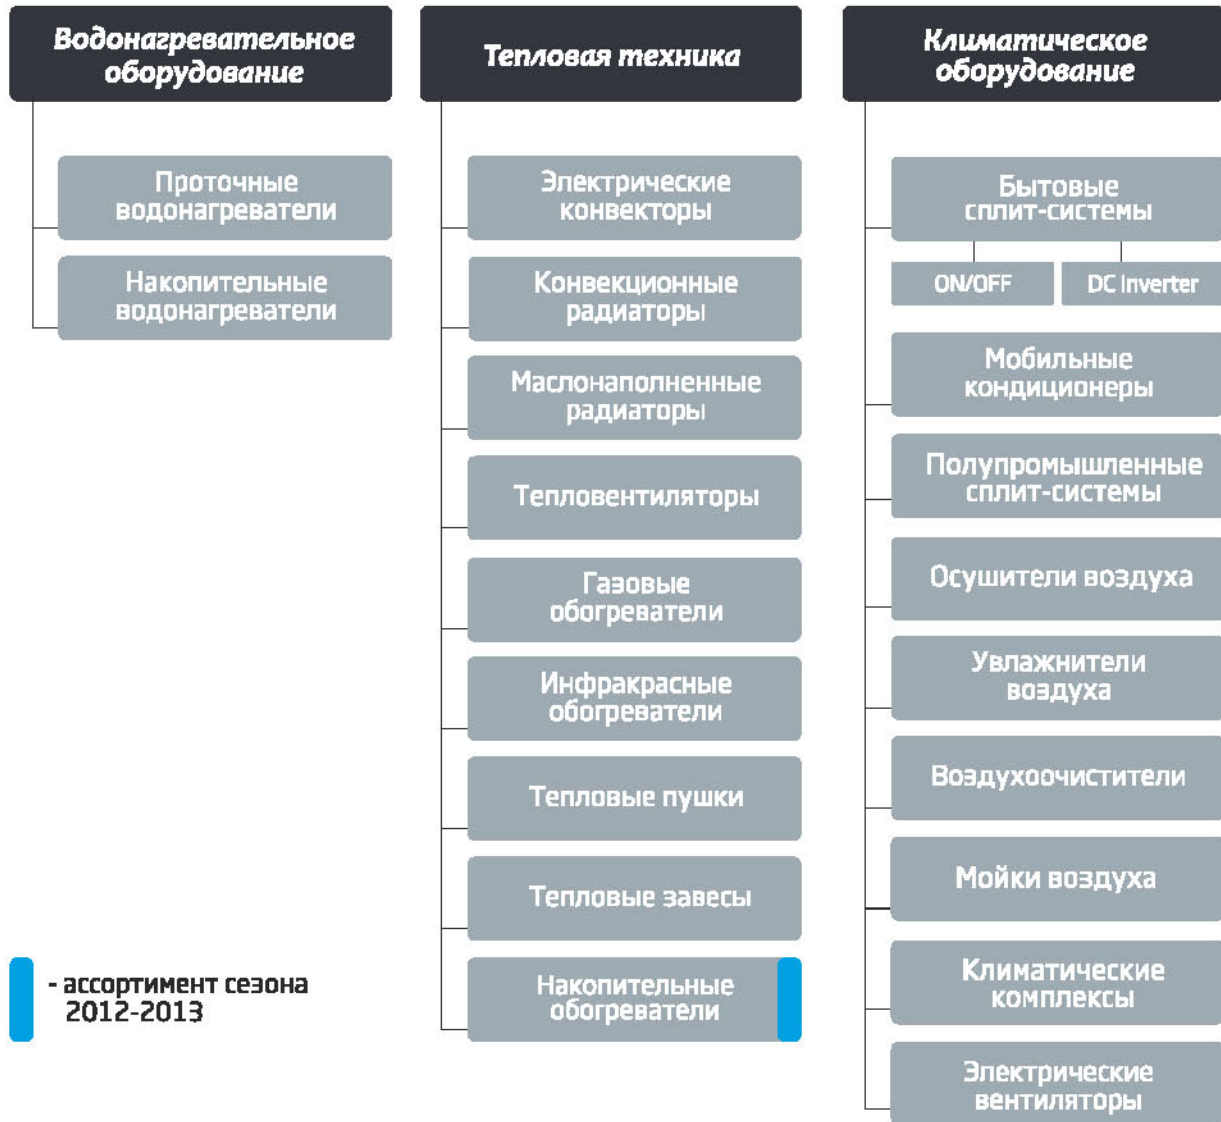 Водонагревательное
оборудование
Проточные
водонагреватели
Накопительные
водонагреватели
Тепловая техника
Электрические
конвекторы
Конвекционные
радиаторы
Маслонаполненные
радиаторы
Тепловентиляторы
Газовые
обогреватели
Инфракрасные
обогреватели
Тепловые пушки
Тепловые завесы
Накопительные
обогреватели
Климатическое
оборудование
Бытовые
сплит-системы
ON/OFF
DC Inverter
Мобильные
кондиционеры
Полупромышленные
сплит-системы
Осушители воздуха
Увлажнители
воздуха
Воздухоочистители
Мойки воздуха
Климатические
комплексы
Электрические
вентиляторы
- ассортимент сезона
2012-2013